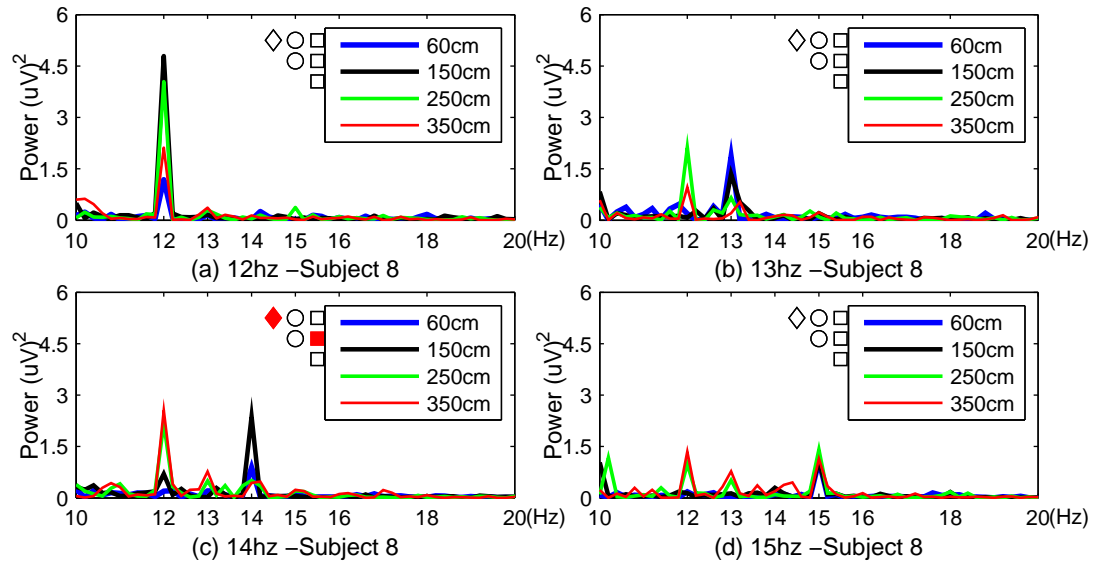 6
4.5
3
1.5
0
Power (uV)2
60cm
150cm
250cm
350cm
10 12 13 14 15 16 18 20(Hz)
(a) 12hz −Subject 8
6
4.5
3
1.5
0
Power (uV)2
60cm
150cm
250cm
350cm
10 12 13 14 15 16 18 20(Hz)
(b) 13hz −Subject 8
6
4.5
3
1.5
0
Power (uV)2
60cm
150cm
250cm
350cm
10 12 13 14 15 16 18 20(Hz)
(c) 14hz −Subject 8
6
4.5
3
1.5
0
Power (uV)2
60cm
150cm
250cm
350cm
10 12 13 14 15 16 18 20(Hz)
(d) 15hz −Subject 8